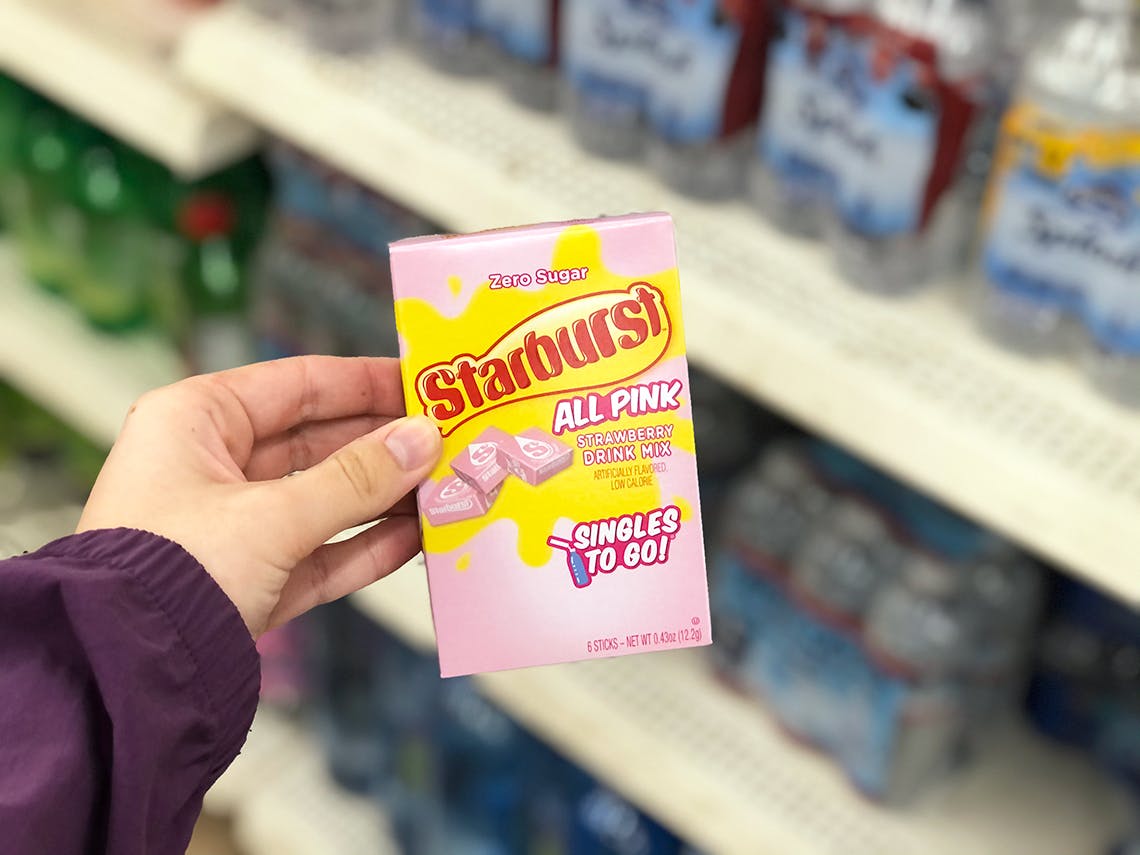 Zero Sugar
Starburst
ALL PINK
STRAWBERRY
DRINK MIX
ARTIFICIALLY FLAVORED,
LOW CALORIE
Starburst
SINGLES
TO GO!
6 STICKS – NET WT 0.43oz (12.2g)